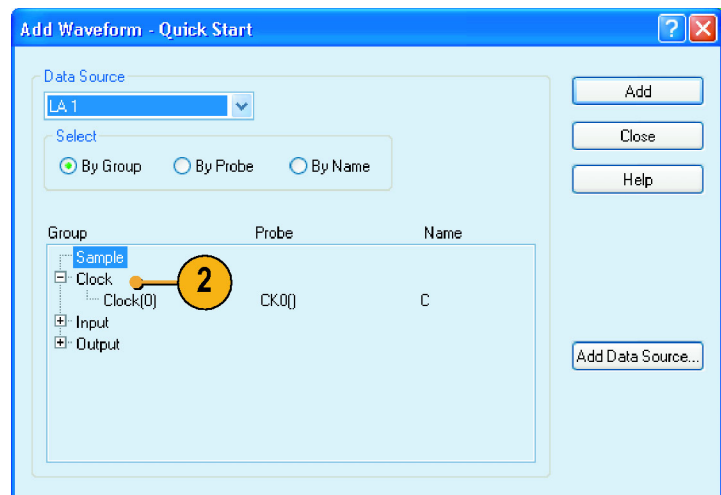 Add Waveform - Quick Start
Data Source
LA 1
Add
Select
Close
By Group By Probe By Name
Help
Group Probe Name
Sample
Clock
2
Clock(0) CK0() C
Input
Output
Add Data Source...